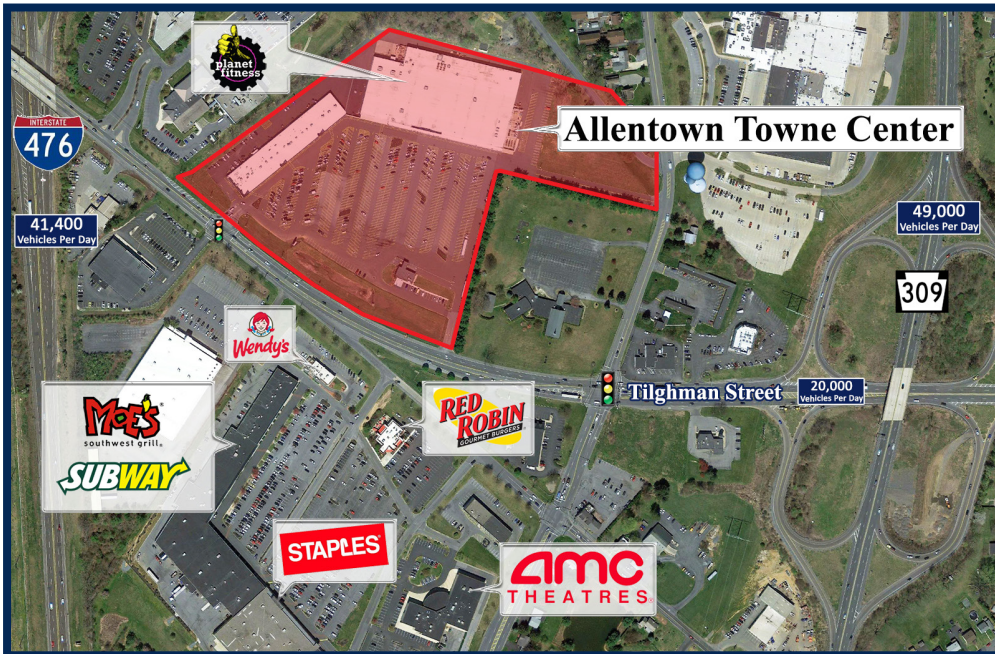 planet
fitness
Allentown Towne Center
INTERSTATE
476
41,400
Vehicles Per Day
49,000
Vehicles Per Day
309
Wendy's
MOE'S
southwest grill.®
SUBWAY
RED
ROBIN
GOURMET BURGERS
Tilghman Street
20,000
Vehicles Per Day
STAPLES
amc
THEATRES